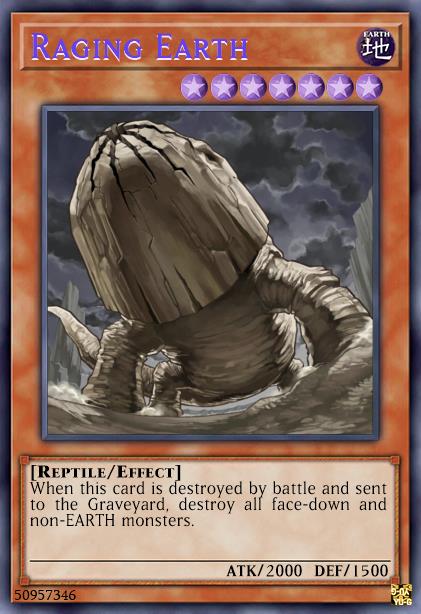 Raging Earth
EARTH
地
[Reptile/Effect]
When this card is destroyed by battle and sent
to the Graveyard, destroy all face-down and
non-EARTH monsters.
ATK/2000 DEF/1500
50957346